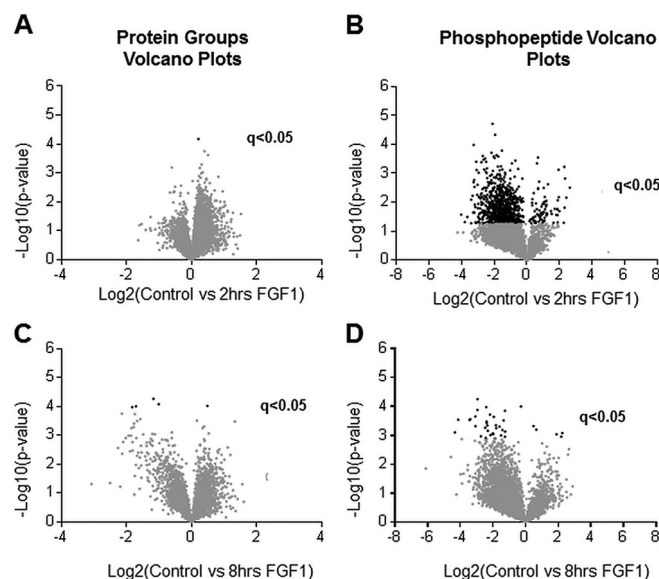 A
Protein Groups
Volcano Plots
6
5
4
3
2
1
0
-4
-2
0
2
4
q<0.05
-Log10(p-value)
Log2(Control vs 2hrs FGF1)
B
Phosphopeptide Volcano
Plots
6
5
4
3
2
1
0
-8
-6
-4
-2
0
2
4
6
8
q<0.05
-Log10(p-value)
Log2(Control vs 2hrs FGF1)
C
6
5
4
3
2
1
0
-4
-2
0
2
4
q<0.05
-Log10(p-value)
Log2(Control vs 8hrs FGF1)
D
6
5
4
3
2
1
0
-8
-6
-4
-2
0
2
4
6
8
q<0.05
-Log10(p-value)
Log2(Control vs 8hrs FGF1)